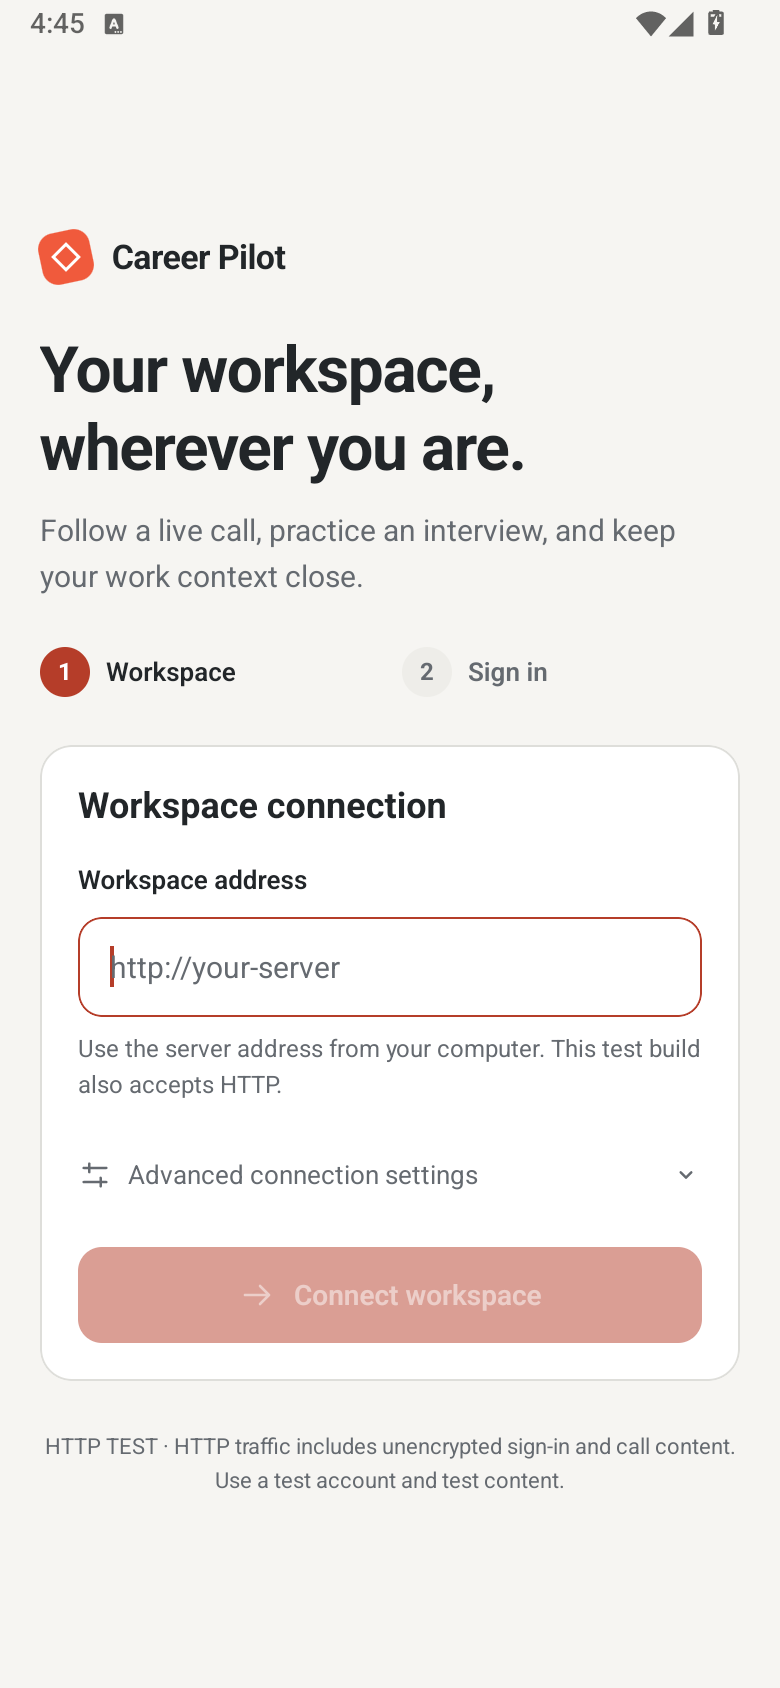 4:45
A
Career Pilot
Your workspace,
wherever you are.
Follow a live call, practice an interview, and keep
your work context close.
1 Workspace
2 Sign in
Workspace connection
Workspace address
http://your-server
Use the server address from your computer. This test build
also accepts HTTP.
Advanced connection settings
Connect workspace
HTTP TEST · HTTP traffic includes unencrypted sign-in and call content.
Use a test account and test content.